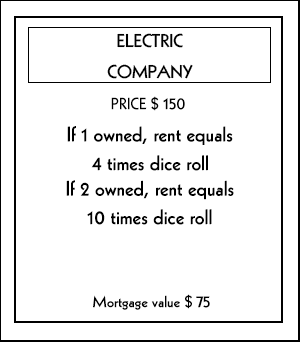 ELECTRIC
COMPANY
PRICE $ 150
If 1 owned, rent equals
4 times dice roll
If 2 owned, rent equals
10 times dice roll
Mortgage value $ 75